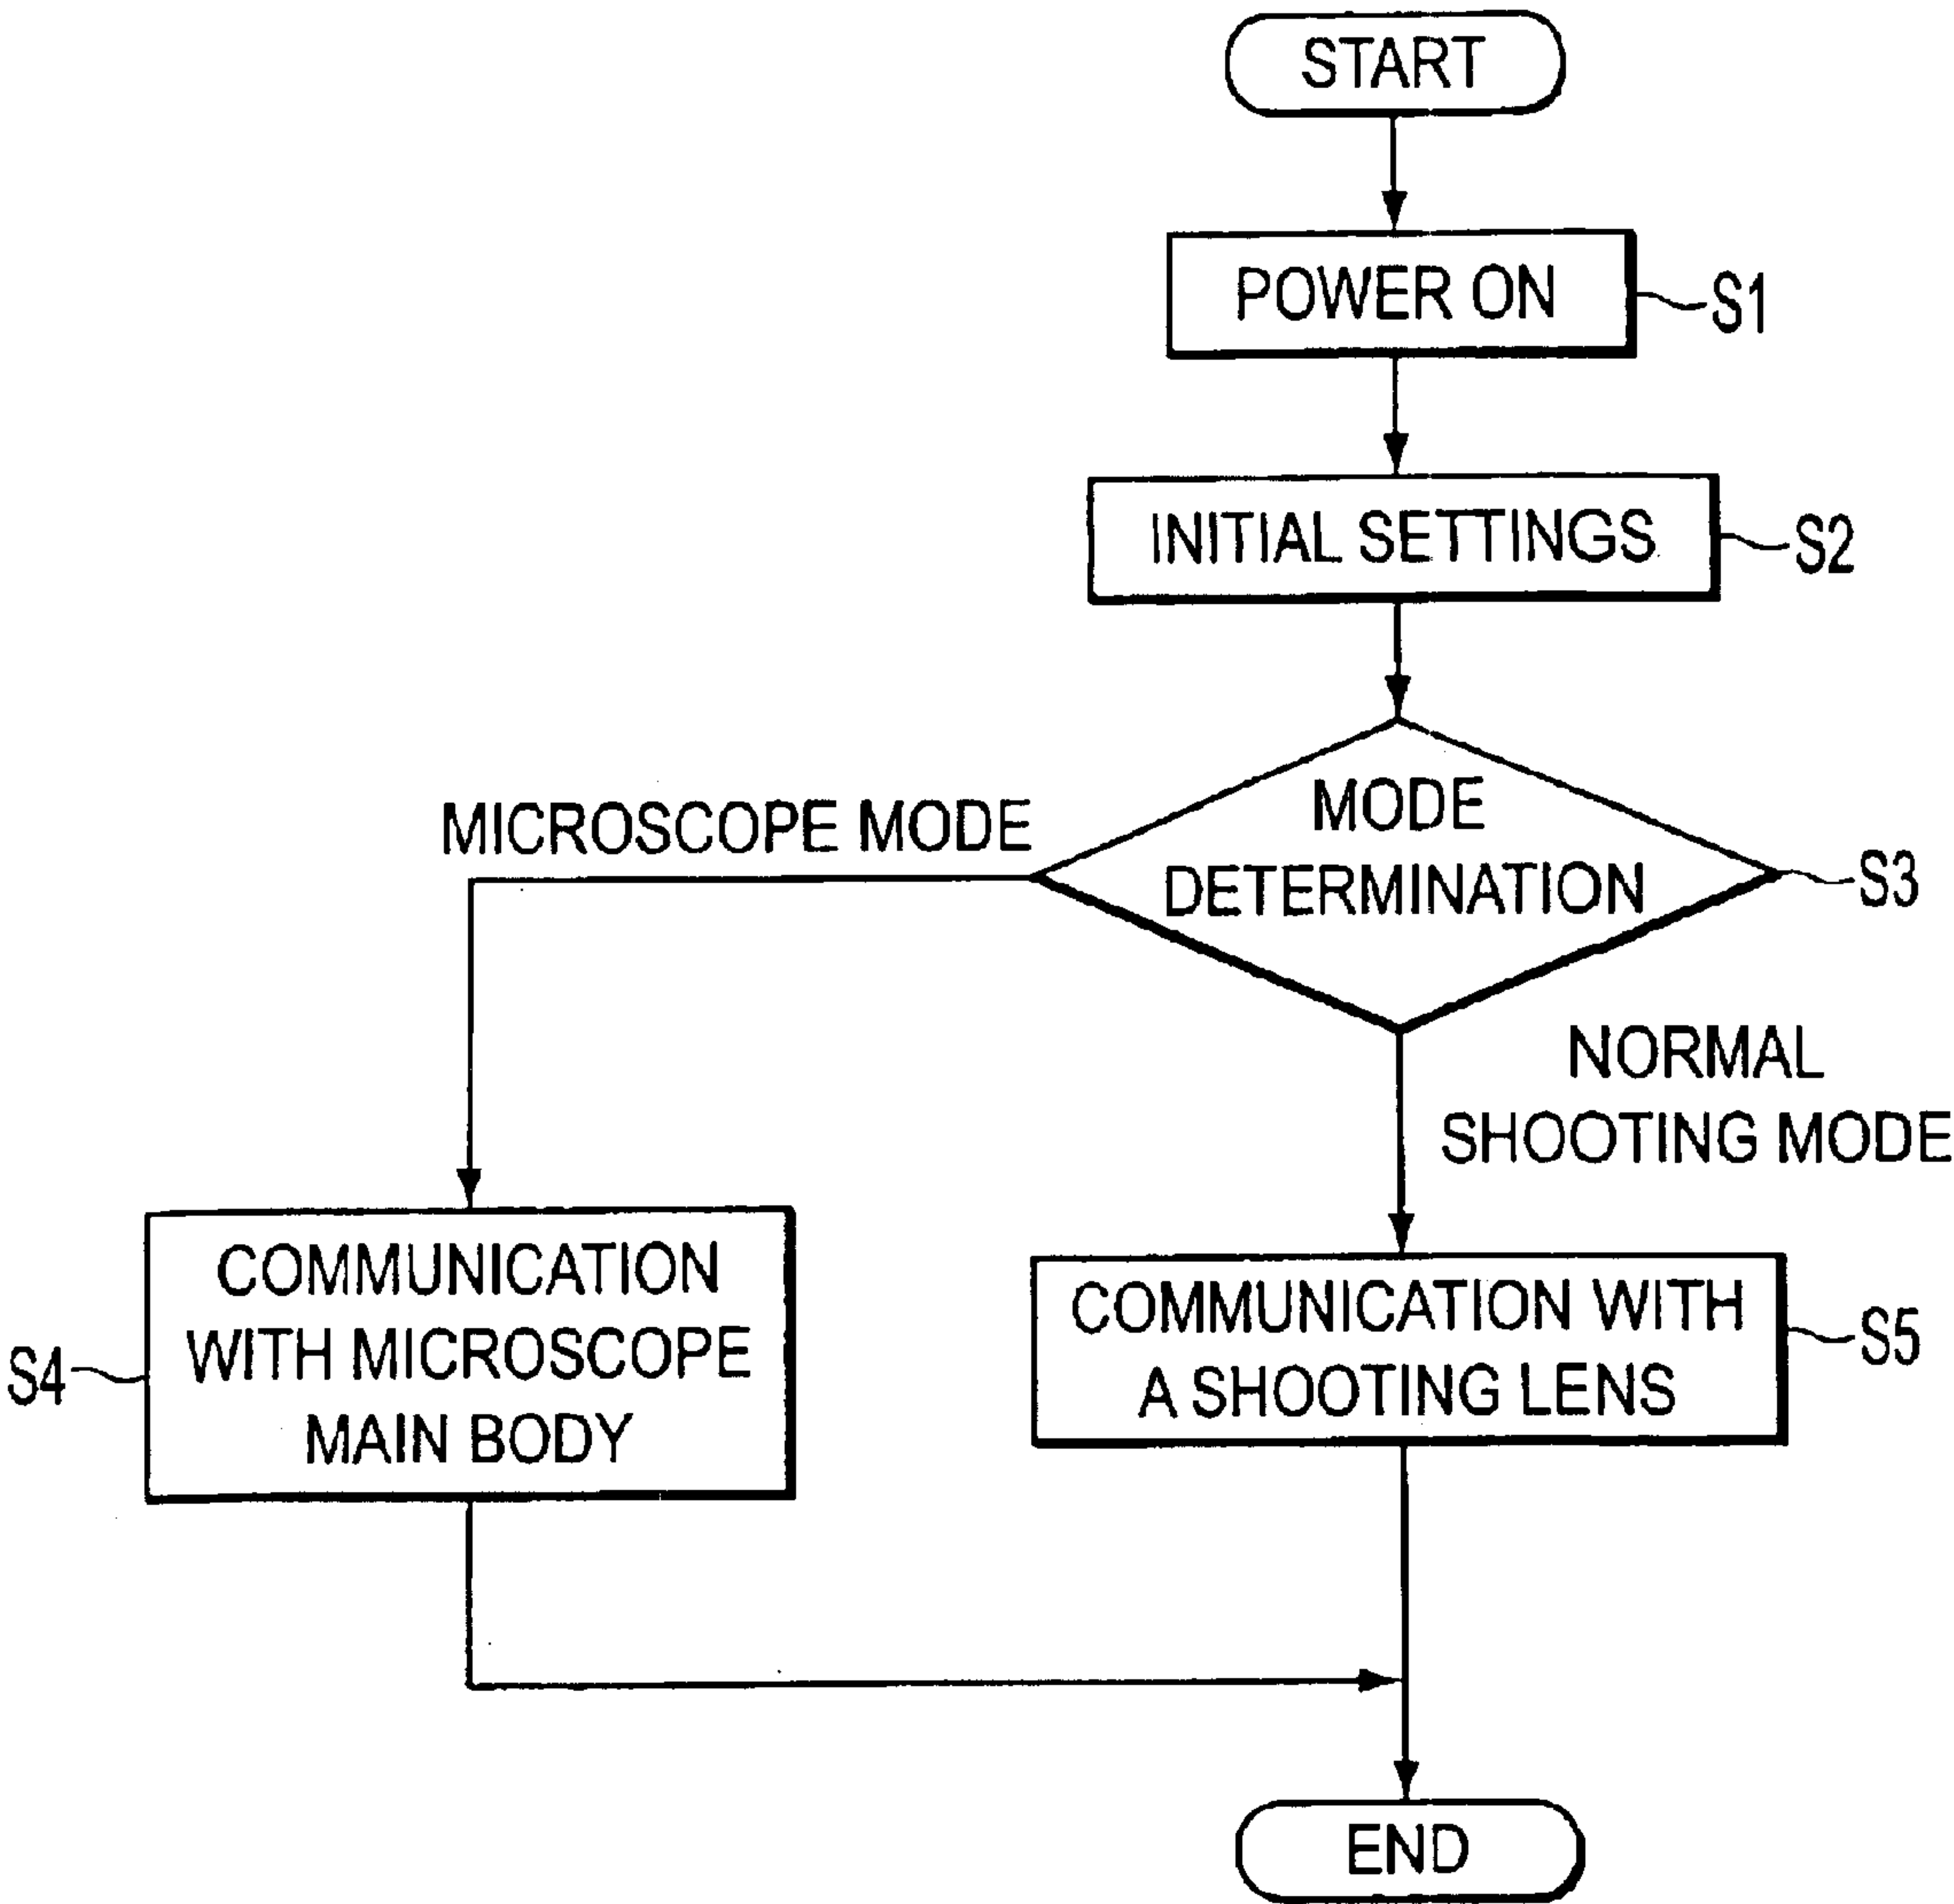 START
POWER ON
S1
INITIAL SETTINGS
S2
MODE
DETERMINATION
S3
MICROSCOPE MODE
NORMAL
SHOOTING MODE
COMMUNICATION
WITH MICROSCOPE
MAIN BODY
S4
COMMUNICATION WITH
A SHOOTING LENS
S5
END